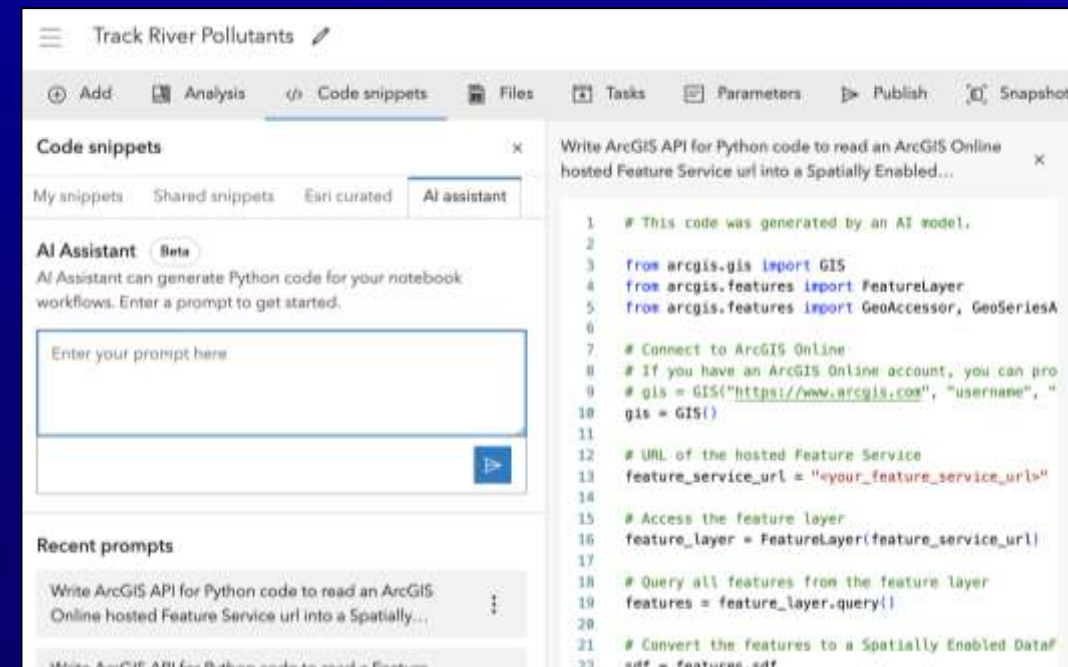 Track River Pollutants
Add Analysis Code snippets Files Tasks Parameters Publish Snapshot
Code snippets
My snippets Shared snippets Esri curated AI assistant
AI Assistant Beta
AI Assistant can generate Python code for your notebook
workflows. Enter a prompt to get started.
Enter your prompt here
Recent prompts
Write ArcGIS API for Python code to read an ArcGIS
Online hosted Feature Service url into a Spatially...
Write ArcGIS API for Python code to read a Feature
Write ArcGIS API for Python code to read an ArcGIS Online
hosted Feature Service url into a Spatially Enabled...
1 # This code was generated by an AI model.
2
3 from arcgis.gis import GIS
4 from arcgis.features import FeatureLayer
5 from arcgis.features import GeoAccessor, GeoSeriesA
6
7 # Connect to ArcGIS Online
8 # If you have an ArcGIS Online account, you can pro
9 # gis = GIS("https://www.arcgis.com", "username", "
10 gis = GIS()
11
12 # URL of the hosted Feature Service
13 feature_service_url = "<your_feature_service_url>"
14
15 # Access the feature layer
16 feature_layer = FeatureLayer(feature_service_url)
17
18 # Query all features from the feature layer
19 features = feature_layer.query()
20
21 # Convert the features to a Spatially Enabled DataF
22 sdf = features.sdf